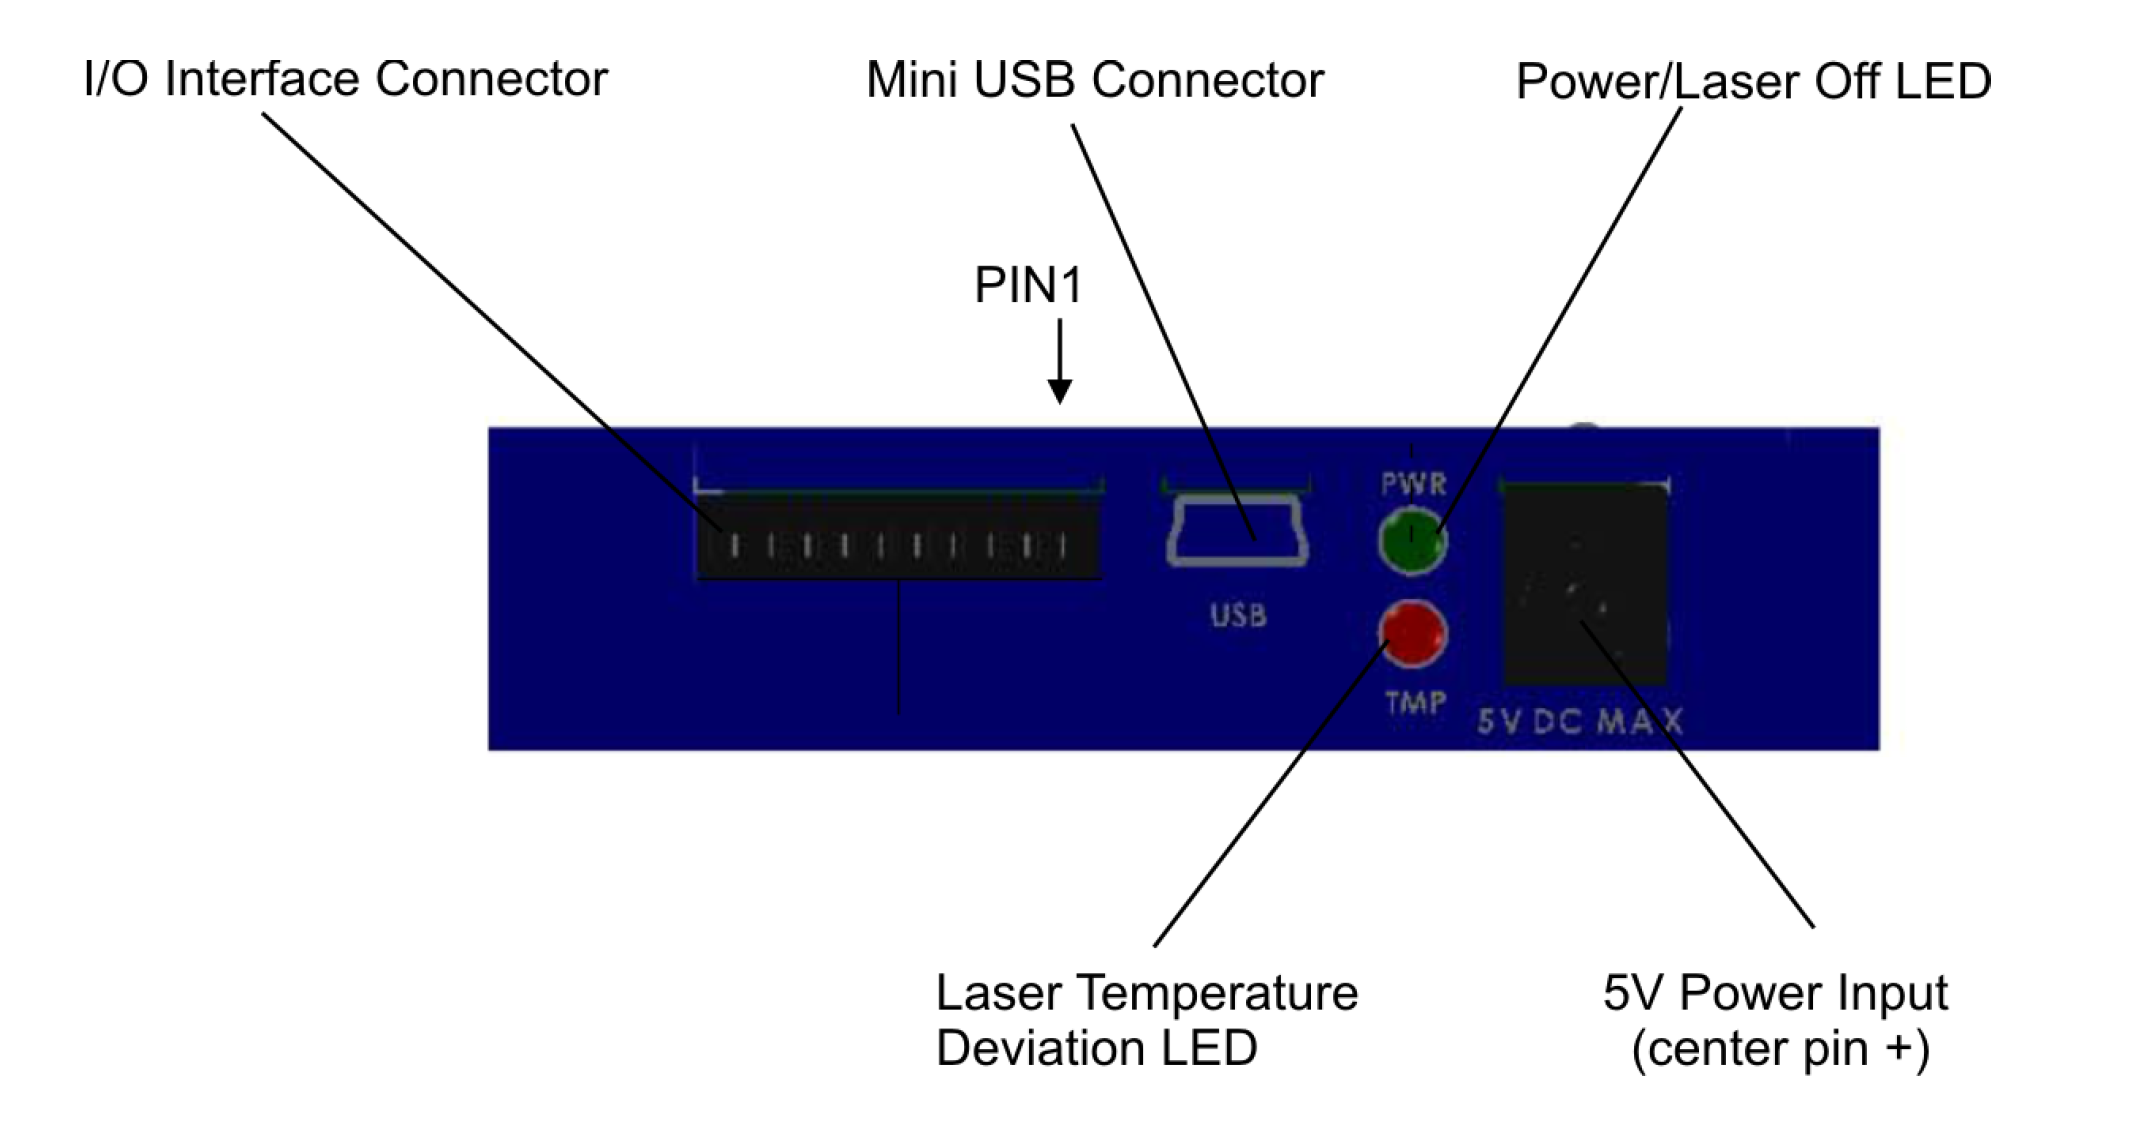 I/O Interface Connector
Mini USB Connector
Power/Laser Off LED
PIN1
PWR
USB
TMP
5V DC MAX
Laser Temperature
Deviation LED
5V Power Input
(center pin +)